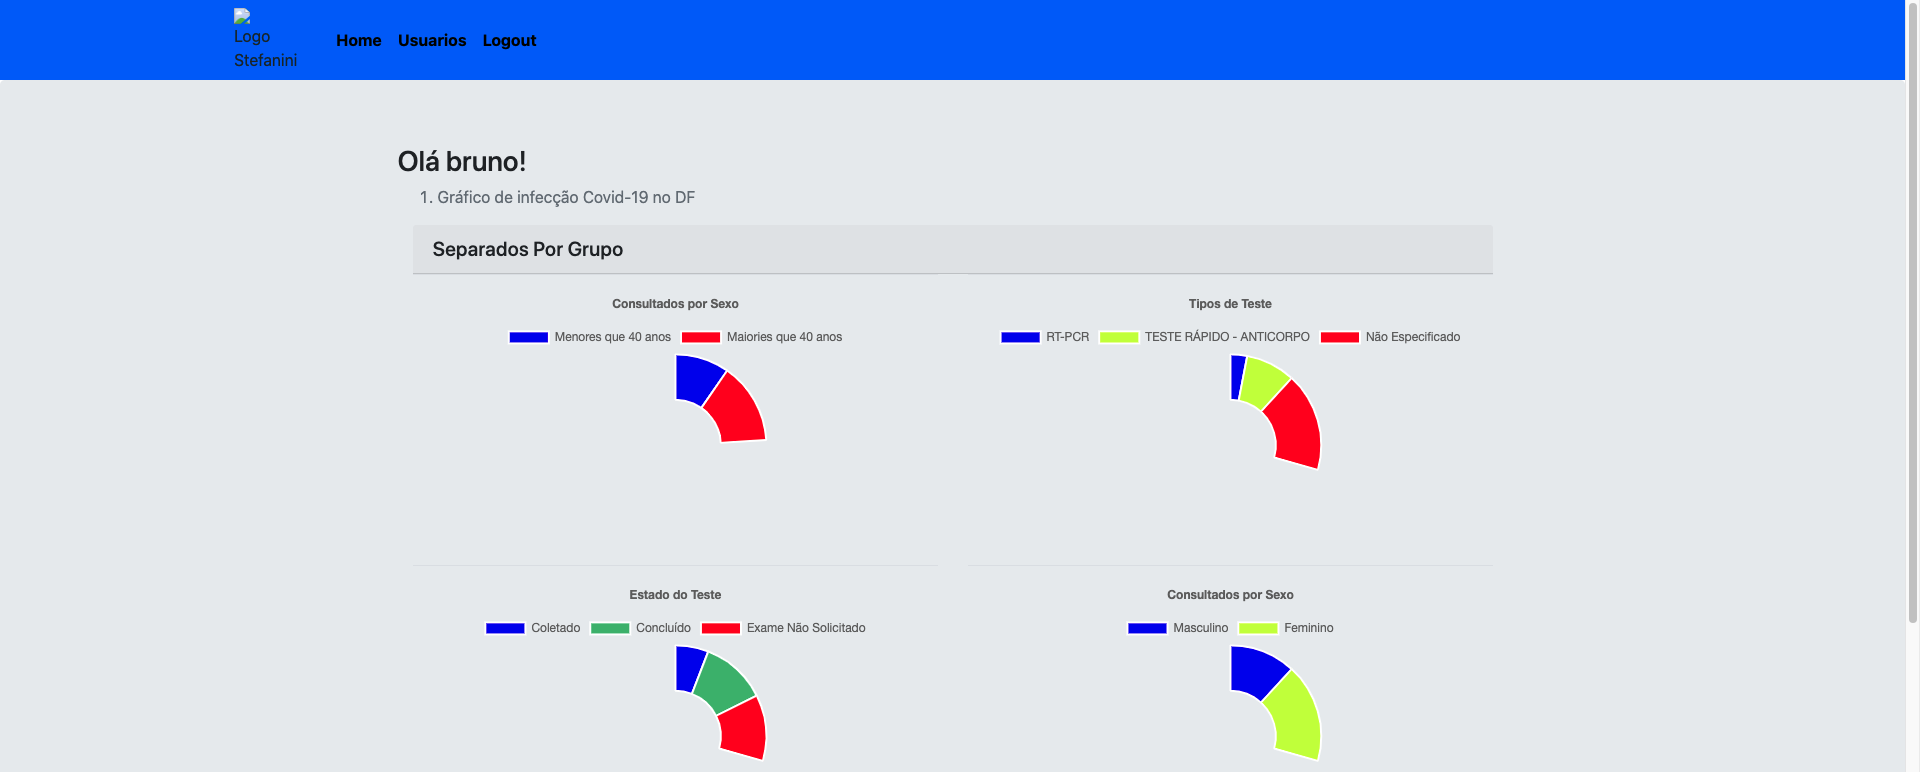 Logo
Stefanini
Home Usuarios Logout
Olá bruno!
1. Gráfico de infecção Covid-19 no DF
Separados Por Grupo
Consultados por Sexo
Menores que 40 anos Maiories que 40 anos
Tipos de Teste
RT-PCR TESTE RÁPIDO - ANTICORPO Não Especificado
Estado do Teste
Coletado Concluído Exame Não Solicitado
Consultados por Sexo
Masculino Feminino